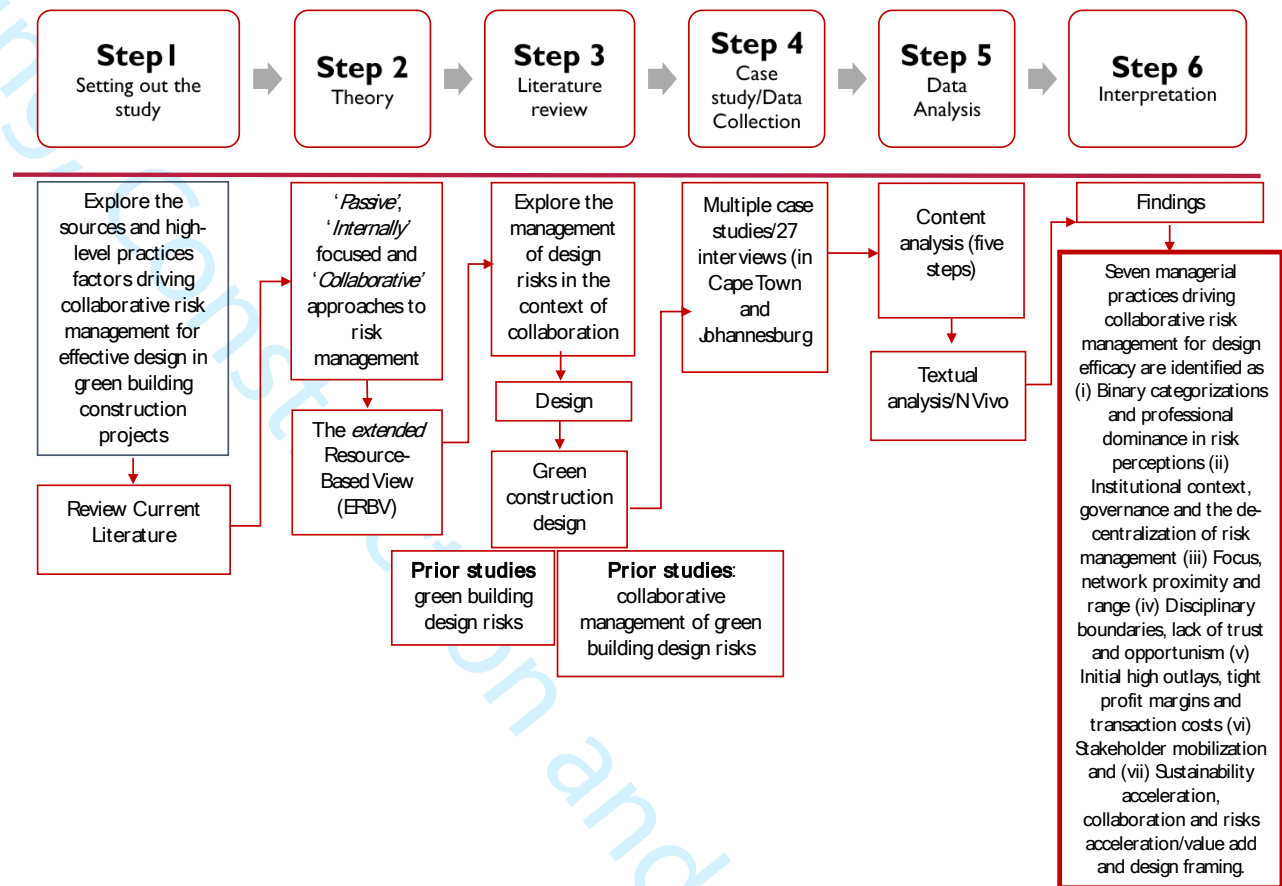 Step1
Setting out the
study
Step 2
Theory
Step 3
Literature
review
Step 4
Case
study/Data
Collection
Step 5
Data
Analysis
Step 6
Interpretation
Explore the
sources and high-
level practices
factors driving
collaborative risk
management for
effective design in
green building
construction
projects
Review Current
Literature
'Passive',
'Internally'
focused and
'Collaborative'
approaches to
risk
management
The extended
Resource-
Based View
(ERBV)
Explore the
management
of design
risks in the
context of
collaboration
Design
Green
construction
design
Prior studies
green building
design risks
Prior studies:
collaborative
management of green
building design risks
Multiple case
studies/27
interviews (in
Cape Town
and
Johannesburg
Content
analysis (five
steps)
Textual
analysis/NVivo
Findings
Seven managerial
practices driving
collaborative risk
management for design
efficacy are identified as
(i) Binary categorizations
and professional
dominance in risk
perceptions (ii)
Institutional context,
governance and the de-
centralization of risk
management (iii) Focus,
network proximity and
range (iv) Disciplinary
boundaries, lack of trust
and opportunism (v)
Initial high outlays, tight
profit margins and
transaction costs (vi)
Stakeholder mobilization
and (vii) Sustainability
acceleration,
collaboration and risks
acceleration/value add
and design framing.
ng, Construction and